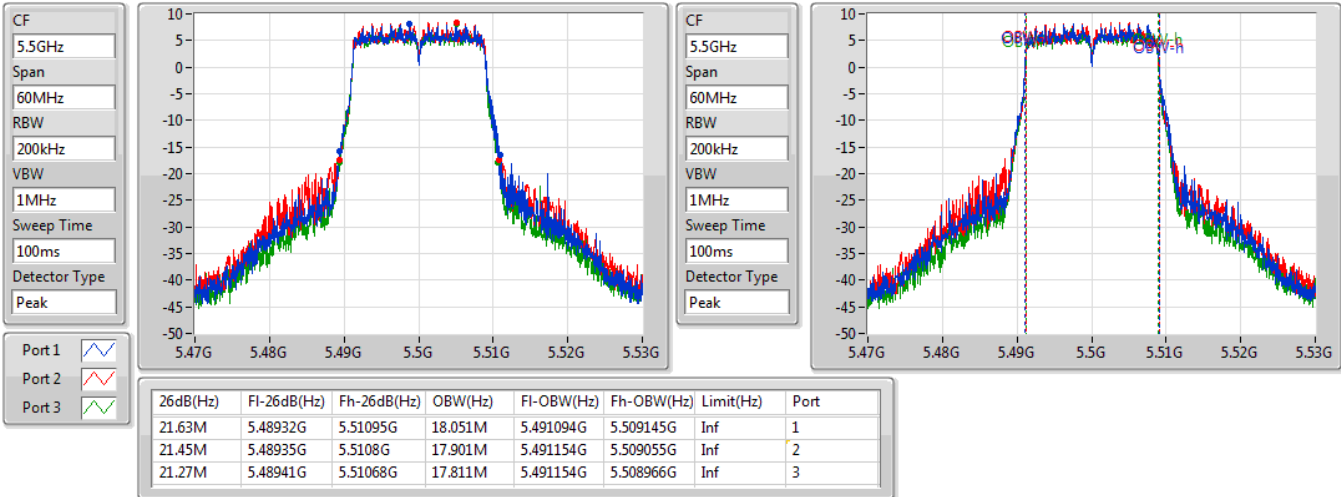 CF
5.5GHz
Span
60MHz
RBW
200kHz
VBW
1MHz
Sweep Time
100ms
Detector Type
Peak
10
5
0
-5
-10
-15
-20
-25
-30
-35
-40
-45
-50
5.47G 5.48G 5.49G 5.5G 5.51G 5.52G 5.53G
CF
5.5GHz
Span
60MHz
RBW
200kHz
VBW
1MHz
Sweep Time
100ms
Detector Type
Peak
10
5
0
-5
-10
-15
-20
-25
-30
-35
-40
-45
-50
OBW-h
5.47G 5.48G 5.49G 5.5G 5.51G 5.52G 5.53G
Port 1
Port 2
Port 3
26dB(Hz) Fl-26dB(Hz) Fh-26dB(Hz) OBW(Hz) Fl-OBW(Hz) Fh-OBW(Hz) Limit(Hz) Port
21.63M 5.48932G 5.51095G 18.051M 5.491094G 5.509145G Inf 1
21.45M 5.48935G 5.5108G 17.901M 5.491154G 5.509055G Inf 2
21.27M 5.48941G 5.51068G 17.811M 5.491154G 5.508966G Inf 3